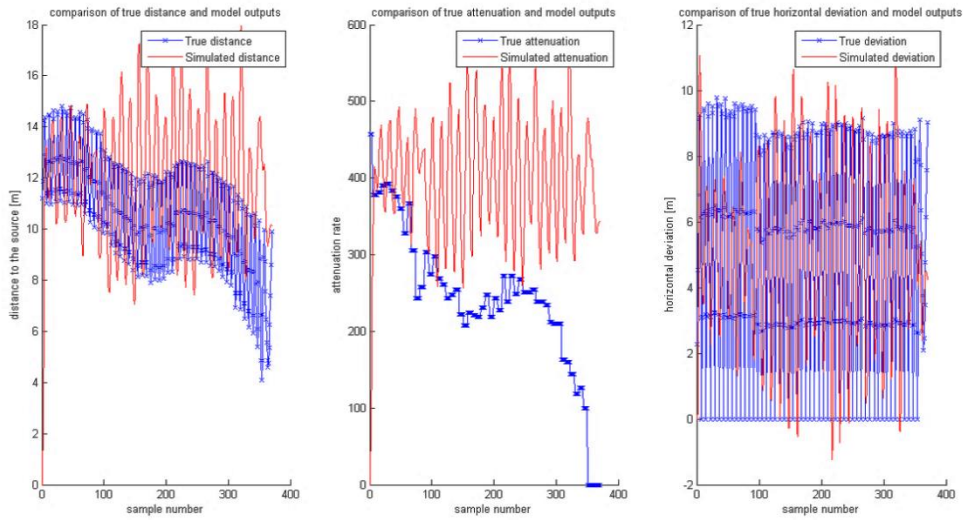 comparison of true distance and model outputs
True distance
Simulated distance
distance to the source [m]
18
16
14
12
10
8
6
4
2
0
0
100
200
300
400
sample number
comparison of true attenuation and model outputs
True attenuation
Simulated attenuation
attenuation rate
600
500
400
300
200
100
0
0
100
200
300
400
sample number
comparison of true horizontal deviation and model outputs
True deviation
Simulated deviation
horizontal deviation [m]
12
10
8
6
4
2
0
-2
0
100
200
300
400
sample number